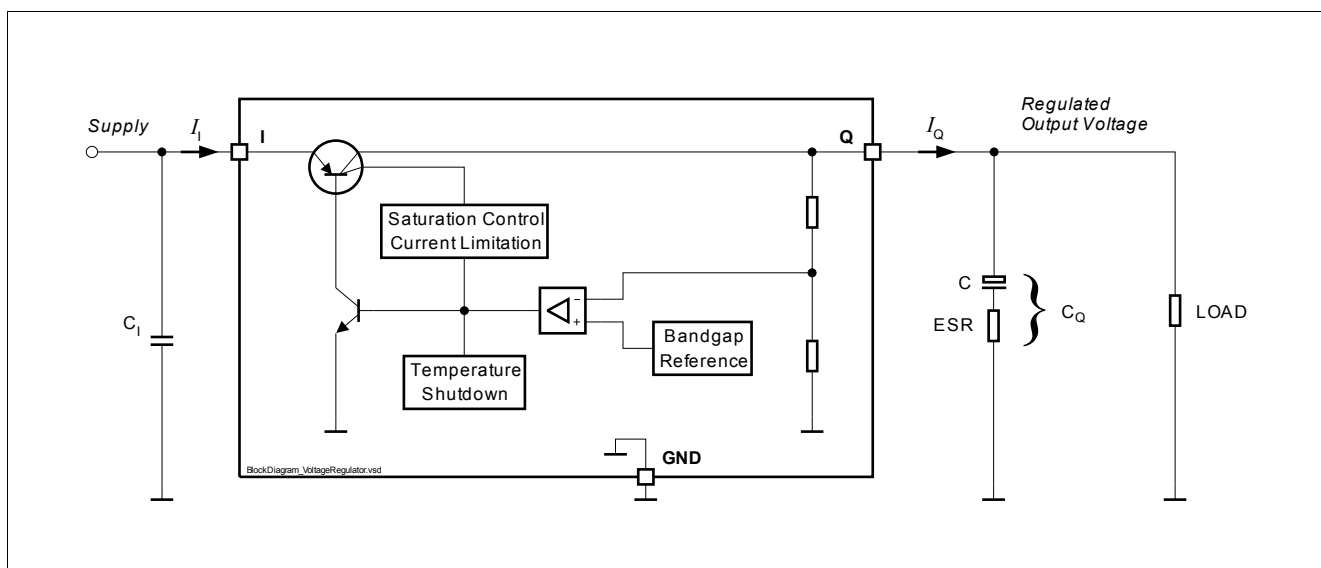 Supply
I_I
I
Q
I_Q
Regulated
Output Voltage
Saturation Control
Current Limitation
C_I
-
+
Bandgap
Reference
Temperature
Shutdown
C
ESR
C_Q
LOAD
GND
BlockDiagram_VoltageRegulator.vsd